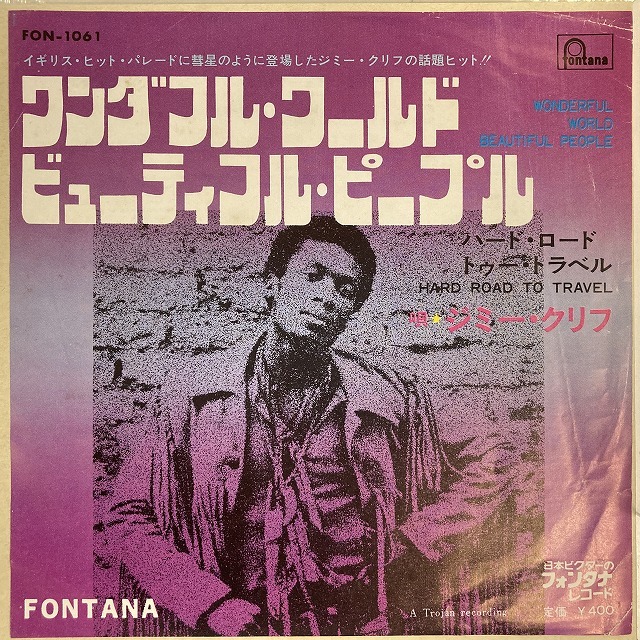 FON-1061
fontana
イギリス・ヒット・パレードに彗星のように登場したジミー・クリフの話題ヒット!!
ワンダフル・ワールド
ビューティフル・ピープル
WONDERFUL
WORLD
BEAUTIFUL PEOPLE
ハード・ロード
トゥー・トラベル
HARD ROAD TO TRAVEL
唄★ジミー・クリフ
日本ビクターの
フォンタナ
レコード
定価 ¥400
FONTANA
A Trojan recording